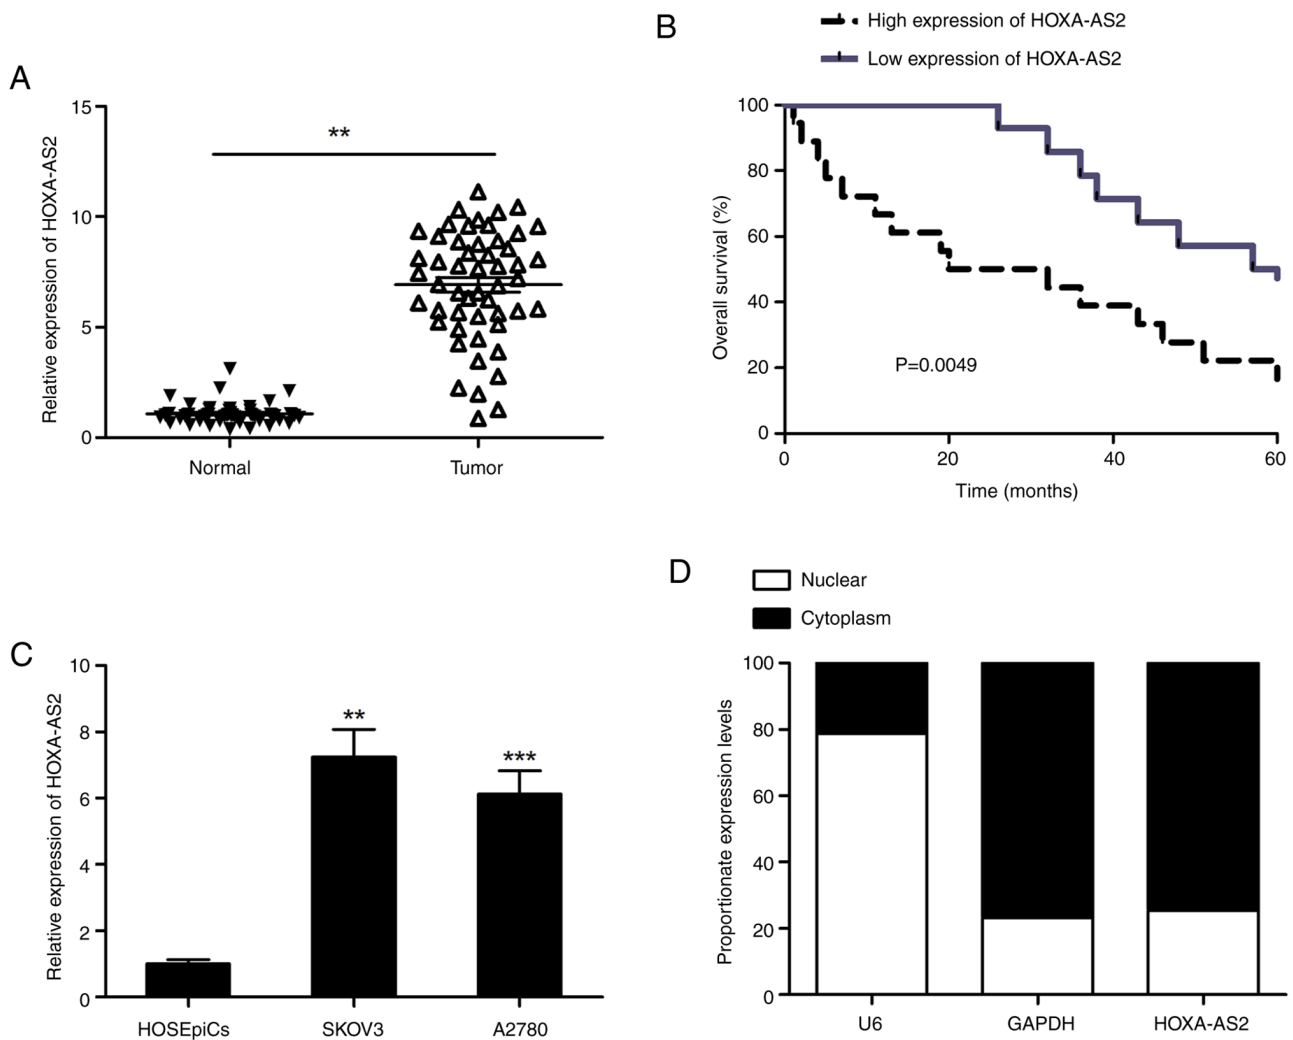 A
Relative expression of HOXA-AS2
15
10
5
0
**
Normal
Tumor
B
High expression of HOXA-AS2
Low expression of HOXA-AS2
Overall survival (%)
100
80
60
40
20
0
P=0.0049
0
20
40
60
Time (months)
C
Relative expression of HOXA-AS2
10
8
6
4
2
0
**
***
HOSEpiCs
SKOV3
A2780
D
Nuclear
Cytoplasm
Proportionate expression levels
100
80
60
40
20
0
U6
GAPDH
HOXA-AS2